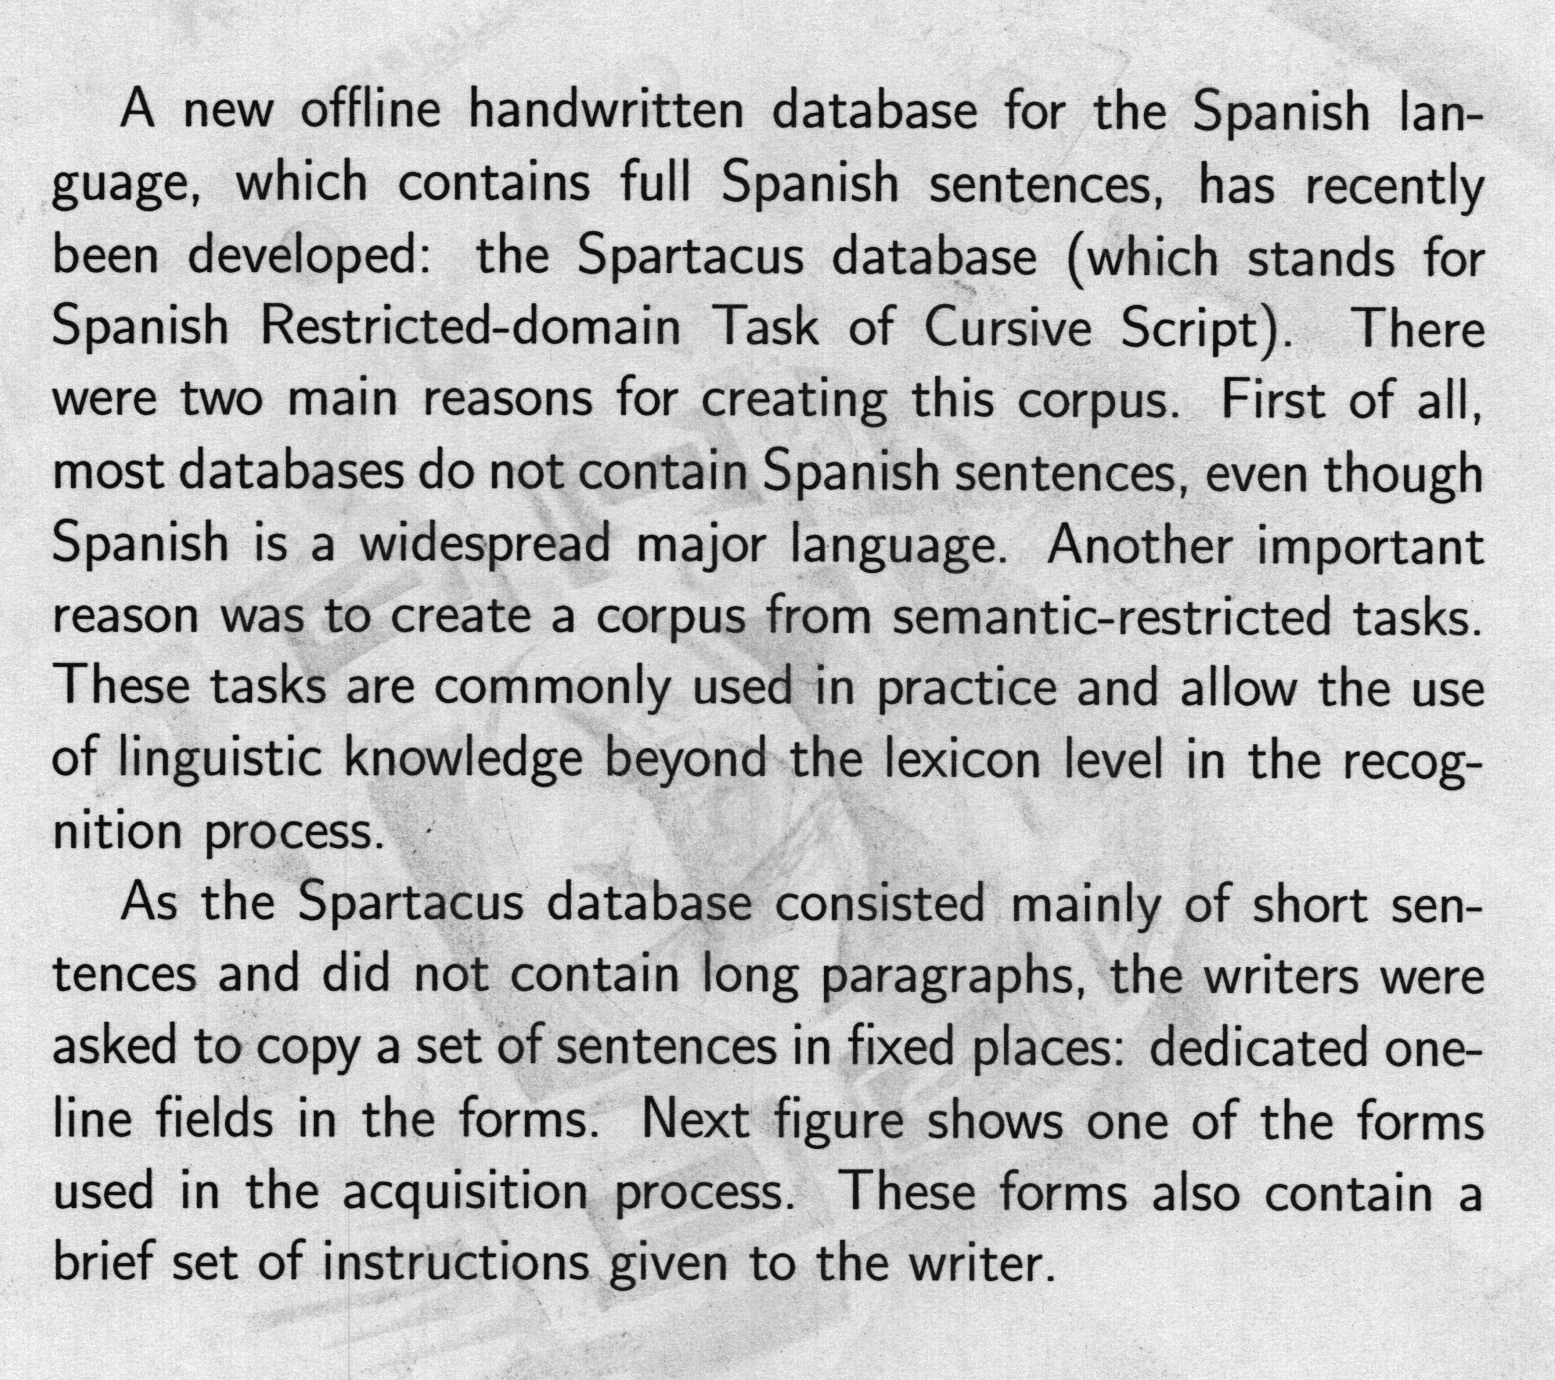 A new offline handwritten database for the Spanish lan-
guage, which contains full Spanish sentences, has recently
been developed: the Spartacus database (which stands for
Spanish Restricted-domain Task of Cursive Script). There
were two main reasons for creating this corpus. First of all,
most databases do not contain Spanish sentences, even though
Spanish is a widespread major language. Another important
reason was to create a corpus from semantic-restricted tasks.
These tasks are commonly used in practice and allow the use
of linguistic knowledge beyond the lexicon level in the recog-
nition process.
As the Spartacus database consisted mainly of short sen-
tences and did not contain long paragraphs, the writers were
asked to copy a set of sentences in fixed places: dedicated one-
line fields in the forms. Next figure shows one of the forms
used in the acquisition process. These forms also contain a
brief set of instructions given to the writer.